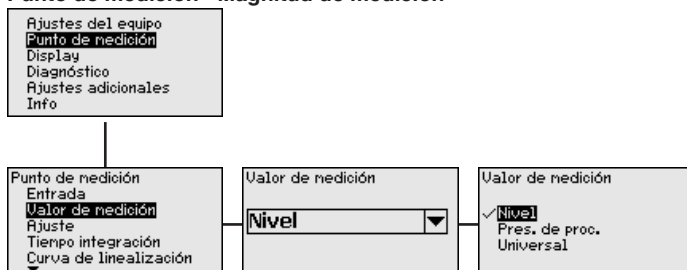 Punto de medición - Magnitud de medición
Ajustes del equipo
Punto de medición
Display
Diagnóstico
Ajustes adicionales
Info
Punto de medición
Entrada
Valor de medición
Ajuste
Tiempo integración
Curva de linealización
Valor de medición
Nivel
Valor de medición
Nivel
Pres. de proc.
Universal